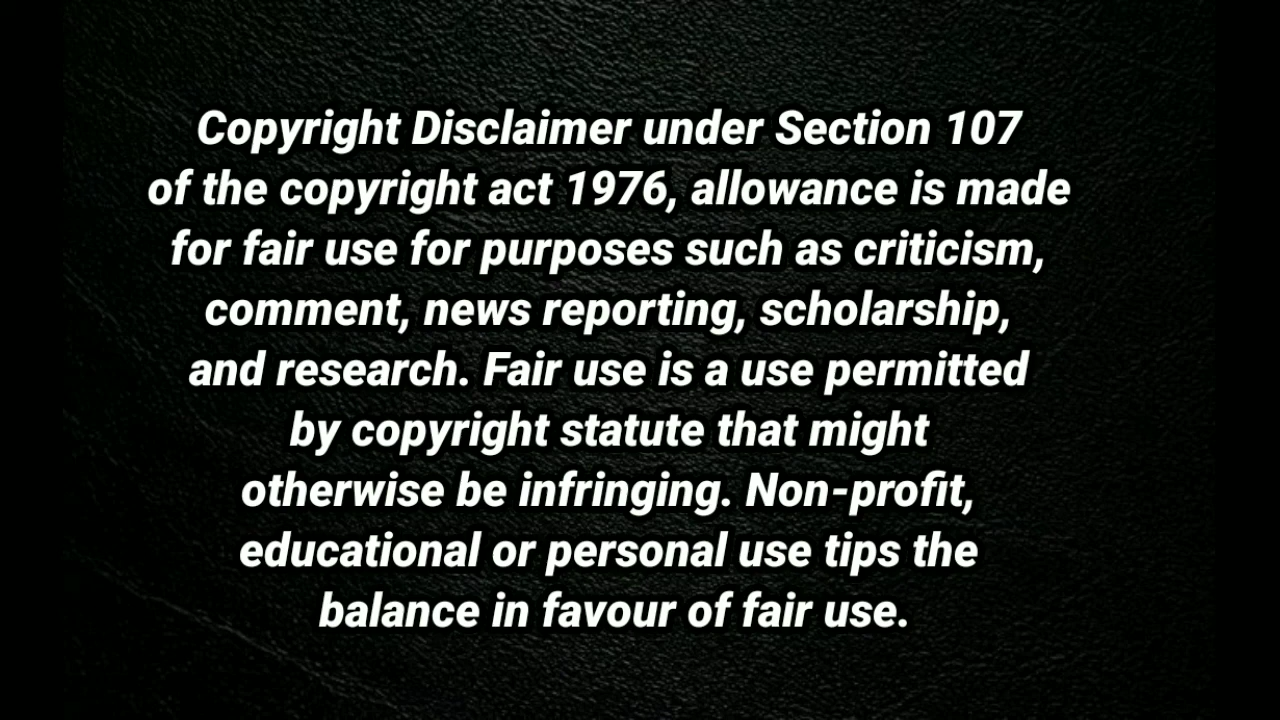 Copyright Disclaimer under Section 107
of the copyright act 1976, allowance is made
for fair use for purposes such as criticism,
comment, news reporting, scholarship,
and research. Fair use is a use permitted
by copyright statute that might
otherwise be infringing. Non-profit,
educational or personal use tips the
balance in favour of fair use.